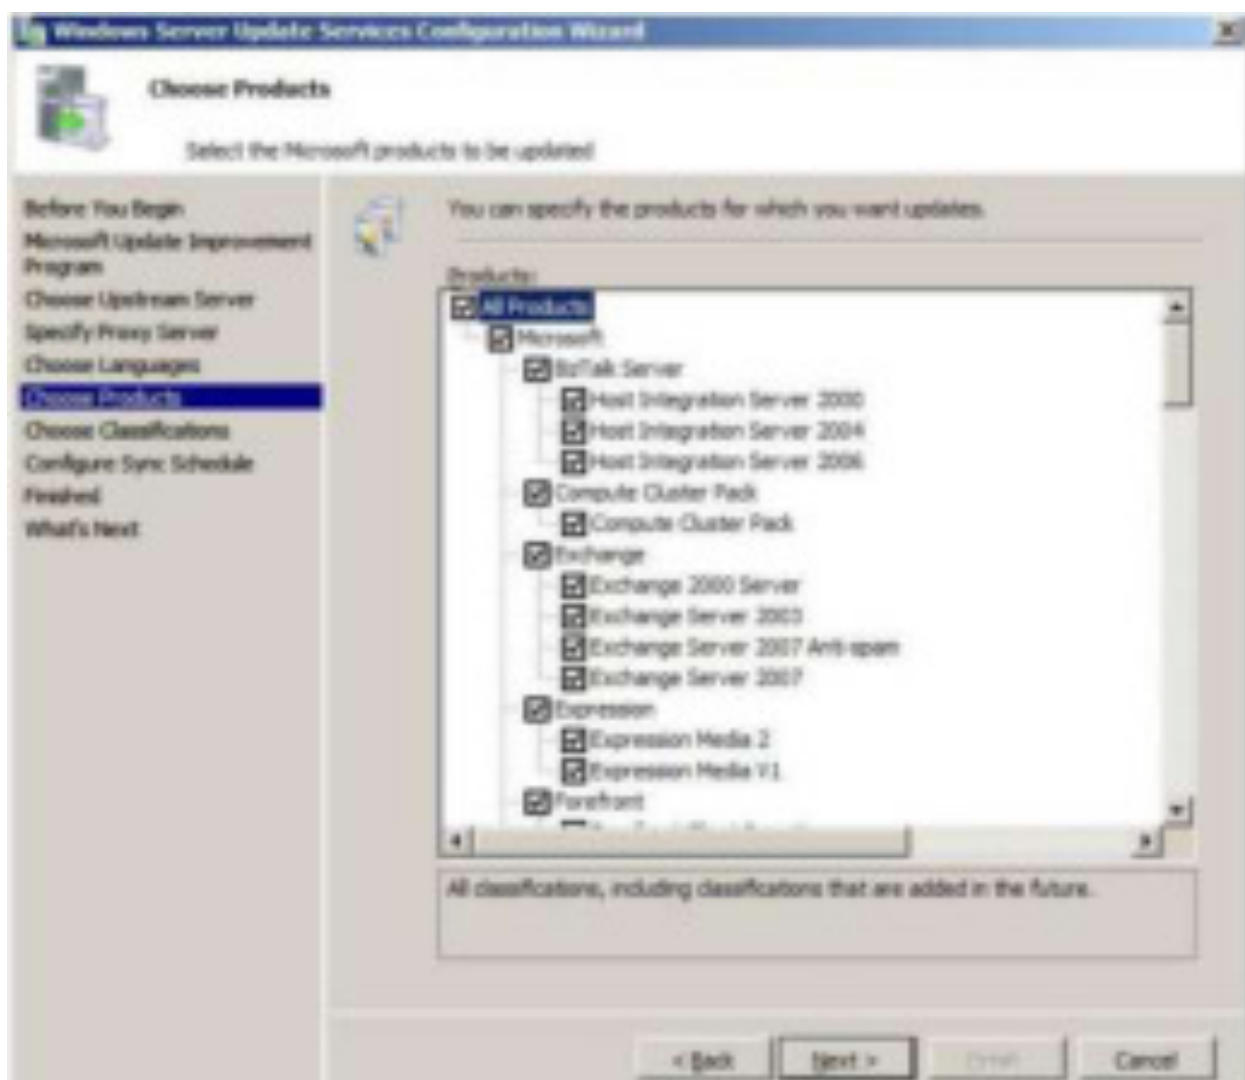 Windows Server Update Services Configuration Wizard
Choose Products
Select the Microsoft products to be updated
Before You Begin
Microsoft Update Improvement
Program
Choose Upstream Server
Specify Proxy Server
Choose Languages
Choose Products
Choose Classifications
Configure Sync Schedule
Finished
What's Next
You can specify the products for which you want updates.
Products:
All Products
Microsoft
BizTalk Server
Host Integration Server 2000
Host Integration Server 2004
Host Integration Server 2006
Compute Cluster Pack
Compute Cluster Pack
Exchange
Exchange 2000 Server
Exchange Server 2003
Exchange Server 2007 Anti-spam
Exchange Server 2007
Expression
Expression Media 2
Expression Media V1
Forefront
All classifications, including classifications that are added in the future.
< Back
Next >
Finish
Cancel